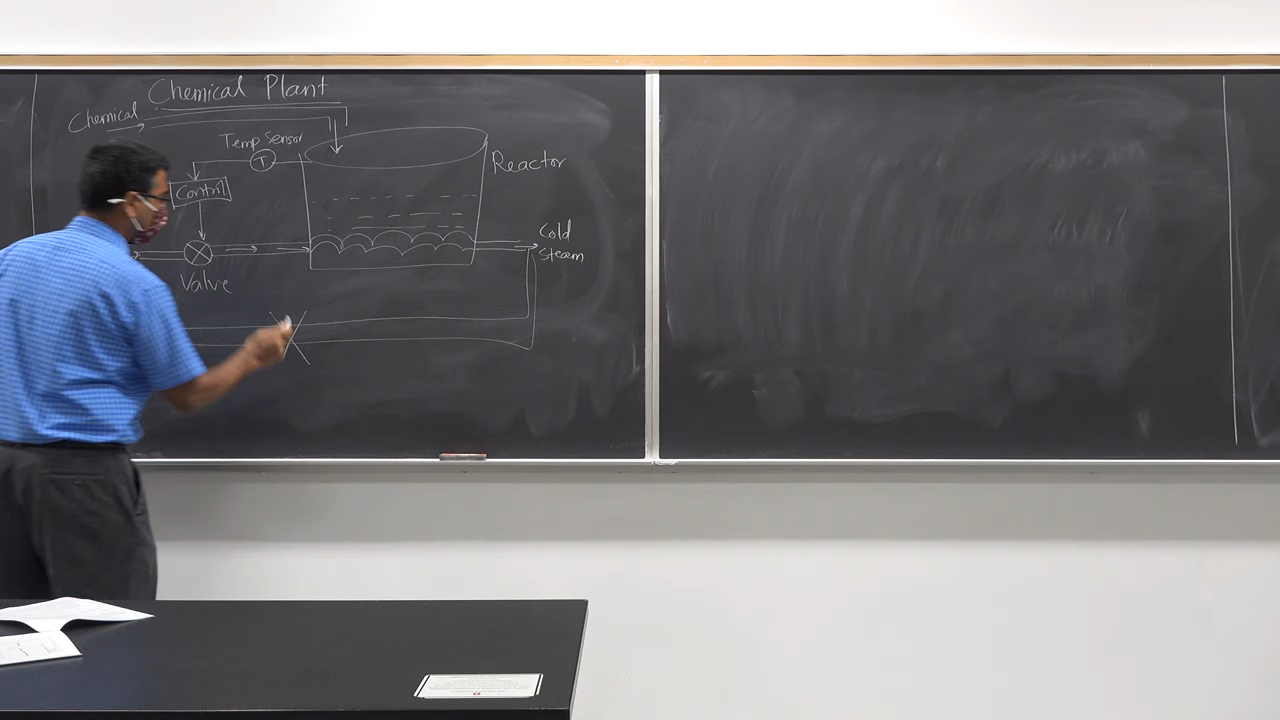 Chemical Plant
Chemical
Temp Sensor
T
Reactor
Control
Cold
Steam
Valve